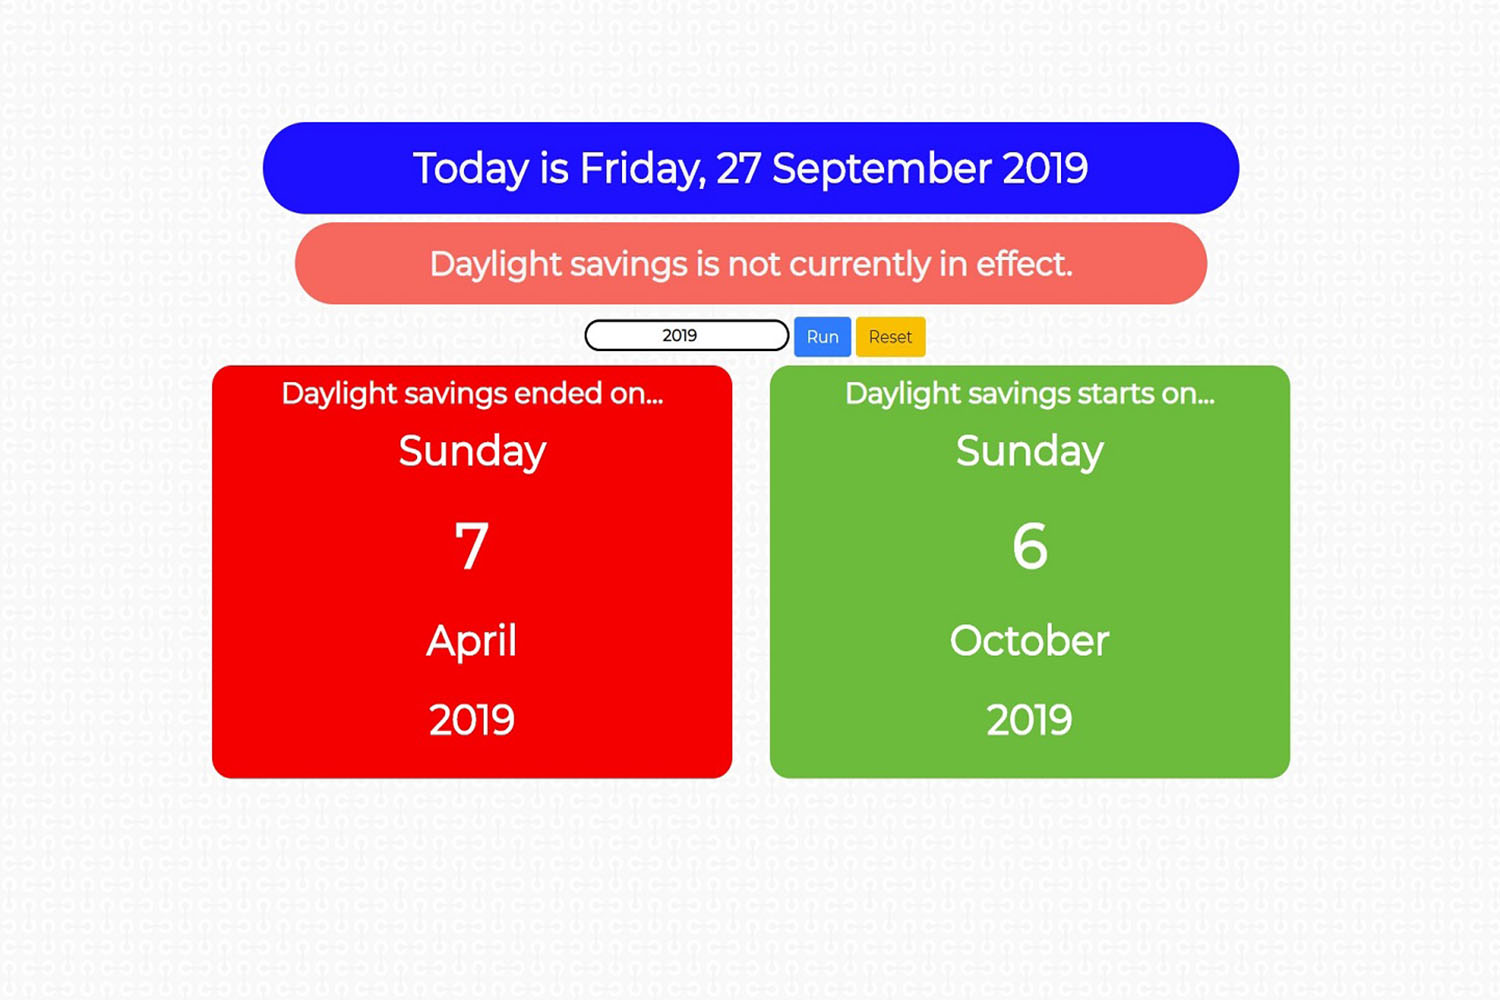 Today is Friday, 27 September 2019
Daylight savings is not currently in effect.
2019 Run Reset
Daylight savings ended on...
Sunday
7
April
2019
Daylight savings starts on...
Sunday
6
October
2019